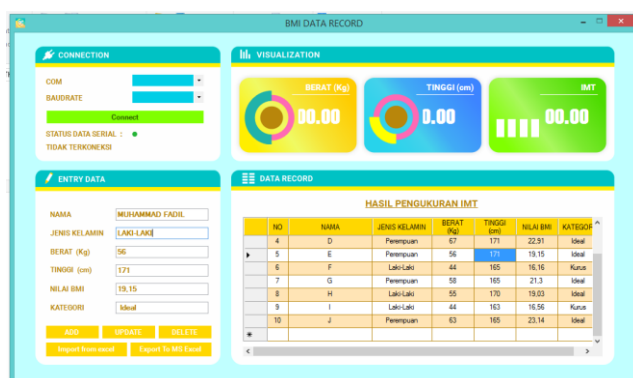 BMI DATA RECORD
CONNECTION
COM
BAUDRATE
Connect
STATUS DATA SERIAL :
TIDAK TERKONEKSI
VISUALIZATION
BERAT (Kg)
00.00
TINGGI (cm)
0.00
IMT
00.00
ENTRY DATA
NAMA MUHAMMAD FADIL
JENIS KELAMIN LAKI-LAKI
BERAT (Kg) 56
TINGGI (cm) 171
NILAI BMI 19,15
KATEGORI Ideal
ADD UPDATE DELETE
Import from excel Export To MS Excel
DATA RECORD
HASIL PENGUKURAN IMT
NO NAMA JENIS KELAMIN BERAT (Kg) TINGGI (cm) NILAI BMI KATEGOR
4 D Perempuan 67 171 22,91 Ideal
5 E Perempuan 56 171 19,15 Ideal
6 F Laki-Laki 44 165 16,16 Kurus
7 G Perempuan 58 165 21,3 Ideal
8 H Laki-Laki 55 170 19,03 Ideal
9 I Laki-Laki 44 163 16,56 Kurus
10 J Perempuan 63 165 23,14 Ideal